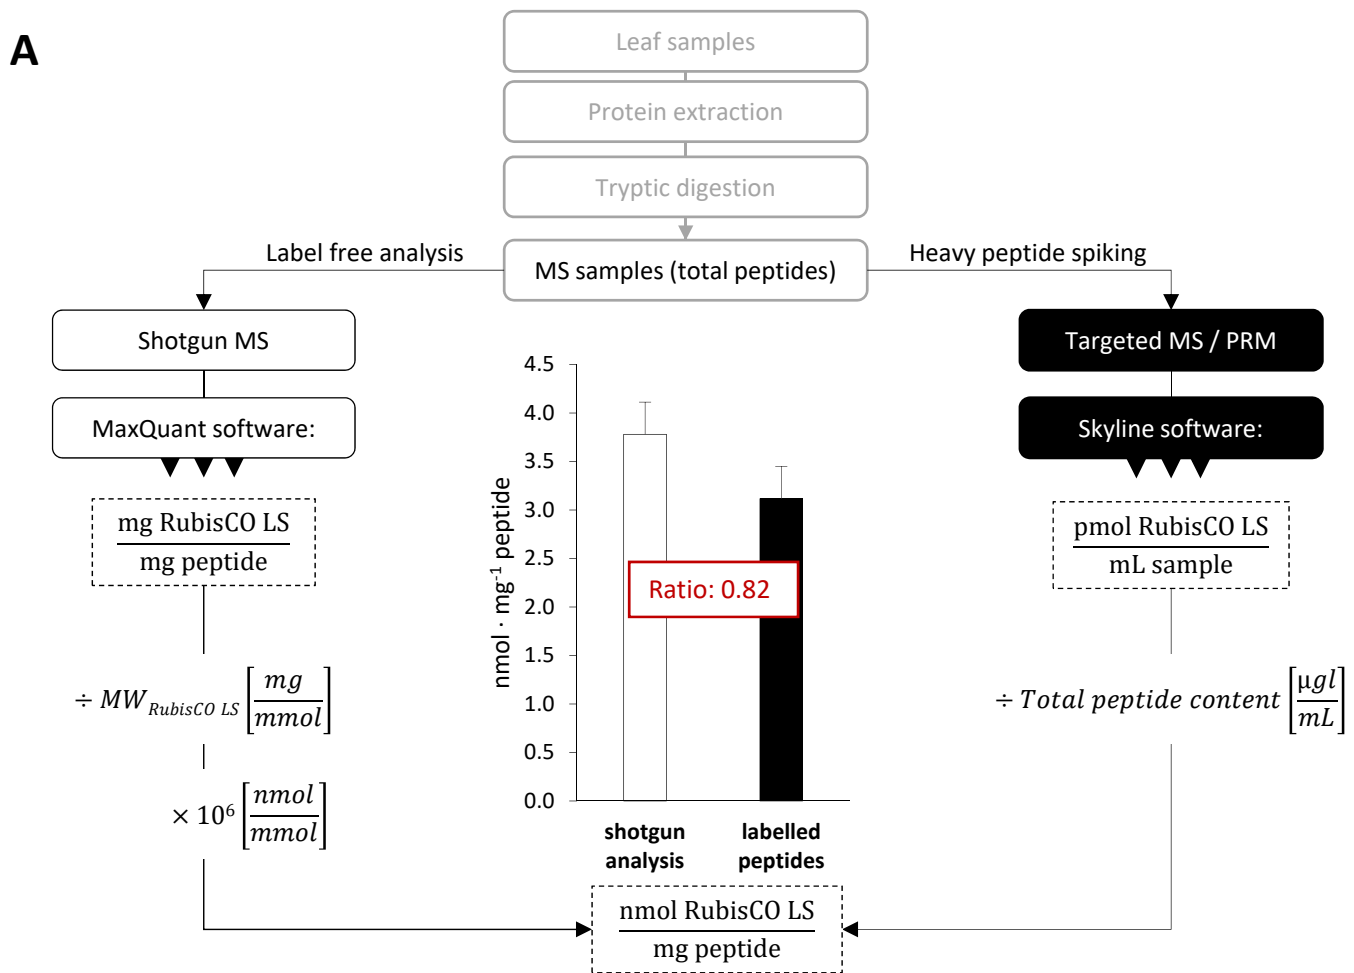 A
Leaf samples
Protein extraction
Tryptic digestion
MS samples (total peptides)
Label free analysis
Heavy peptide spiking
Shotgun MS
MaxQuant software:
mg RubisCO LS
mg peptide
÷ MW RubisCO LS [mg
mmol]
× 10⁶ [nmol
mmol]
4.5
4.0
3.5
3.0
2.5
2.0
1.5
1.0
0.5
0.0
nmol · mg⁻¹ peptide
Ratio: 0.82
shotgun
analysis
labelled
peptides
Targeted MS / PRM
Skyline software:
pmol RubisCO LS
mL sample
÷ Total peptide content [µgl
mL]
nmol RubisCO LS
mg peptide